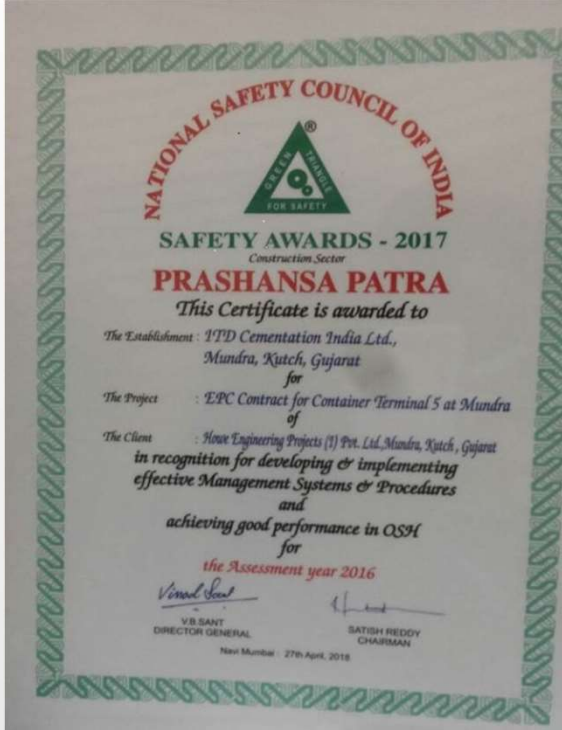 NATIONAL SAFETY COUNCIL OF INDIA
®
GREEN TRIANGLE
FOR SAFETY
SAFETY AWARDS - 2017
Construction Sector
PRASHANSA PATRA
This Certificate is awarded to
The Establishment : ITD Cementation India Ltd.,
Mundra, Kutch, Gujarat
for
The Project : EPC Contract for Container Terminal 5 at Mundra
of
The Client : Howe Engineering Projects (I) Pvt. Ltd.,Mundra, Kutch , Gujarat
in recognition for developing & implementing
effective Management Systems & Procedures
and
achieving good performance in OSH
for
the Assessment year 2016
V.B.SANT SATISH REDDY
DIRECTOR GENERAL CHAIRMAN
Navi Mumbai : 27th April, 2018